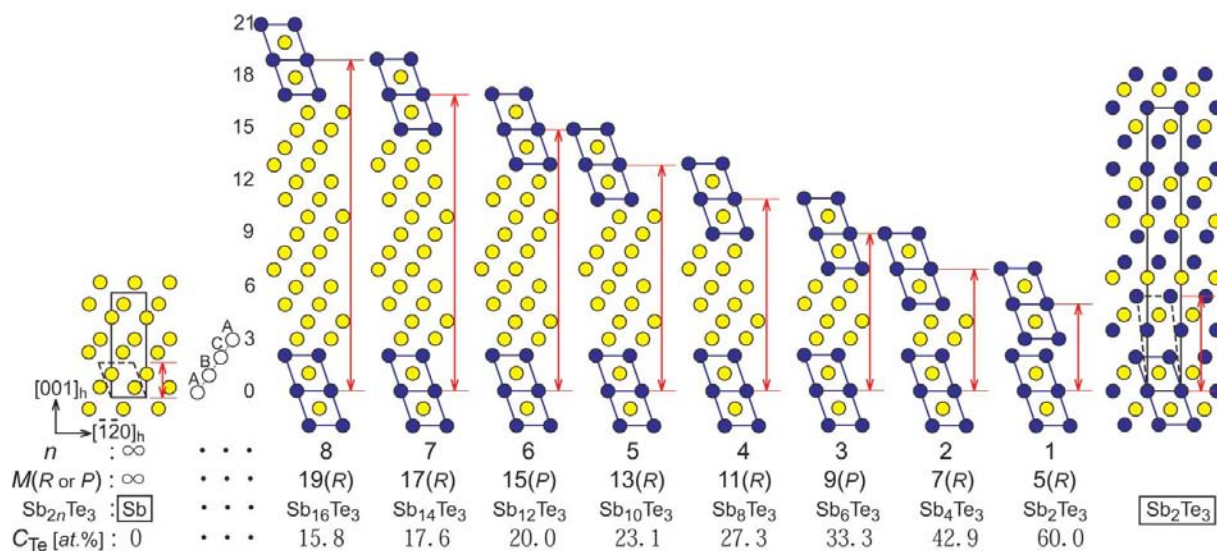 21
18
15
12
9
6
3
0
A
C
B
A
[001]h
[1̅2̅0]h
n : ∞ · · · 8 7 6 5 4 3 2 1
M(R or P) : ∞ · · · 19(R) 17(R) 15(P) 13(R) 11(R) 9(P) 7(R) 5(R)
Sb2nTe3 : Sb · · · Sb16Te3 Sb14Te3 Sb12Te3 Sb10Te3 Sb8Te3 Sb6Te3 Sb4Te3 Sb2Te3 Sb2Te3
CTe [at.%] : 0 · · · 15.8 17.6 20.0 23.1 27.3 33.3 42.9 60.0